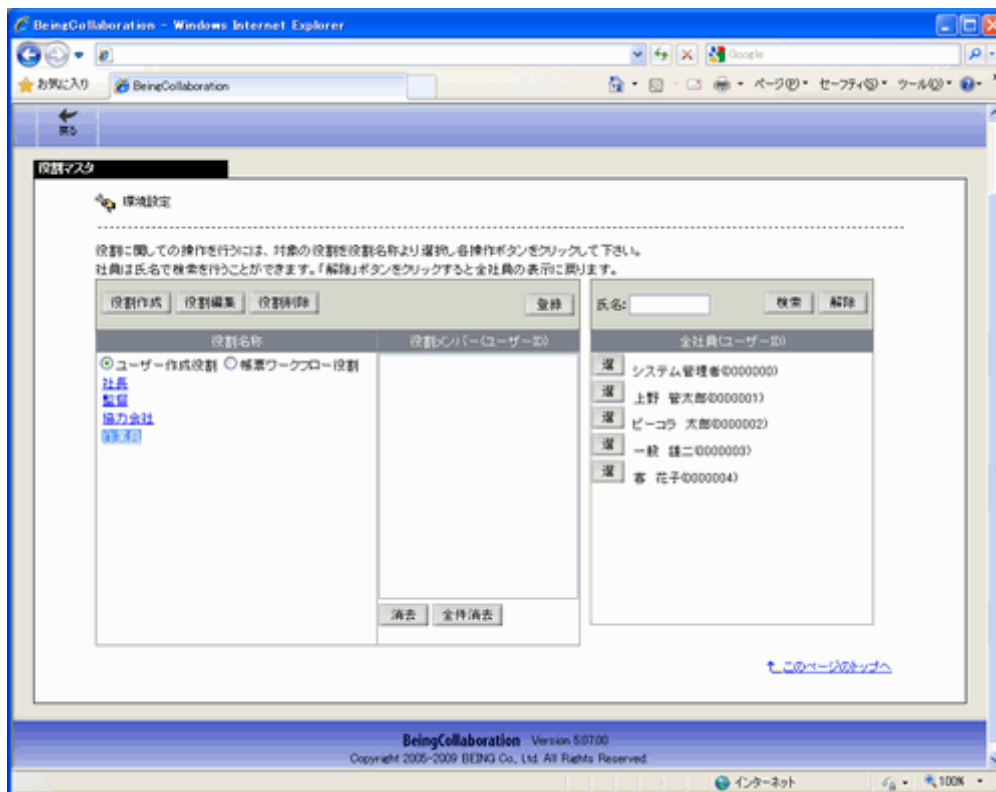 BeingCollaboration - Windows Internet Explorer
Google
お気に入り BeingCollaboration ページ(P) セーフティ(S) ツール(O)
戻る
役割マスタ
環境設定
役割に関しての操作を行うには、対象の役割を役割名称より選択し各操作ボタンをクリックして下さい。
社員は氏名で検索を行うことができます。「解除」ボタンをクリックすると全社員の表示に戻ります。
役割作成 役割編集 役割削除 登録 氏名: 検索 解除
役割名称 役割メンバー(ユーザーID) 全社員(ユーザーID)
ユーザー作成役割 帳票ワークフロー役割
社長
監督
協力会社
作業員
選 システム管理者(0000000)
選 上野 管太郎(0000001)
選 ビーコラ 太郎(0000002)
選 一般 雄二(0000003)
選 客 花子(0000004)
消去 全件消去
このページのトップへ
BeingCollaboration Version 5.07.00
Copyright 2005-2009 BEING Co., Ltd. All Rights Reserved.
インターネット 100%